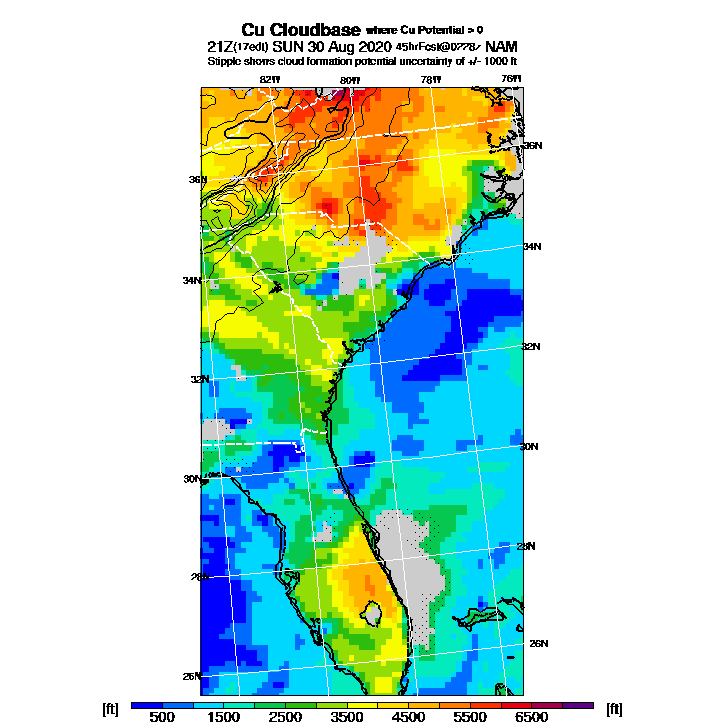 Cu Cloudbase where Cu Potential > 0
21Z(17edt) SUN 30 Aug 2020 45hrFcst@0778z NAM
Stipple shows cloud formation potential uncertainty of +/- 1000 ft
82W 80W 78W 76W
36N
36N
34N
34N
32N
32N
30N
30N
28N
28N
26N
26N
[ft] 500 1500 2500 3500 4500 5500 6500 [ft]